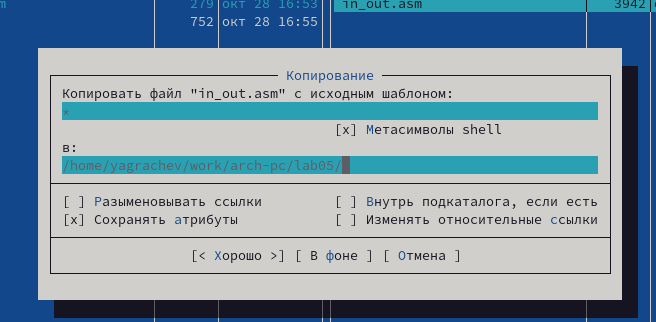 m 279 окт 28 16:53 in_out.asm 3942
752 окт 28 16:55
Копирование
Копировать файл "in_out.asm" с исходным шаблоном:
*
[x] Метасимволы shell
в:
/home/yagrachev/work/arch-pc/lab05/
[ ] Разыменовывать ссылки [ ] Внутрь подкаталога, если есть
[x] Сохранять атрибуты [ ] Изменять относительные ссылки
[< Хорошо >] [ В фоне ] [ Отмена ]